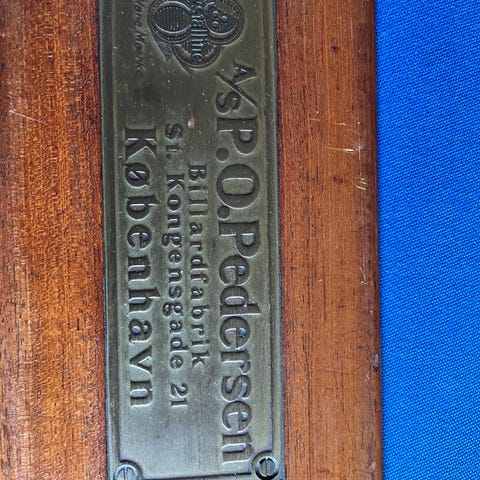 A/S P.O.Pedersen
Billardfabrik
St. Kongensgade 21
København